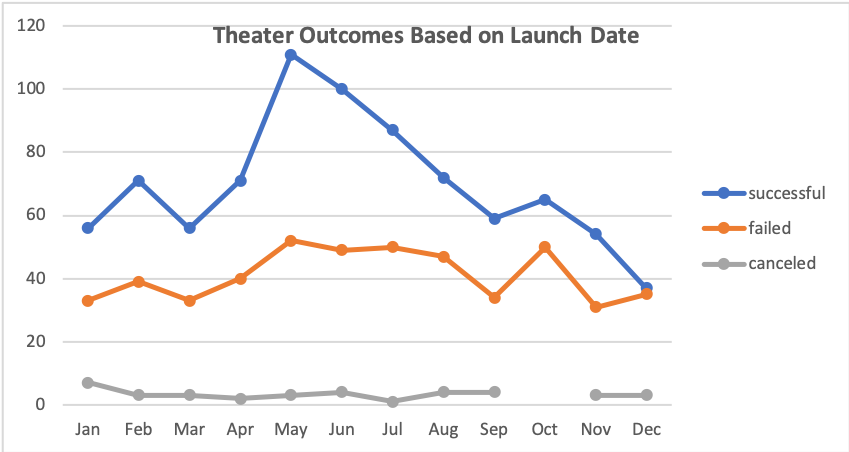 Theater Outcomes Based on Launch Date
120
100
80
60
40
20
0
Jan Feb Mar Apr May Jun Jul Aug Sep Oct Nov Dec
successful
failed
canceled